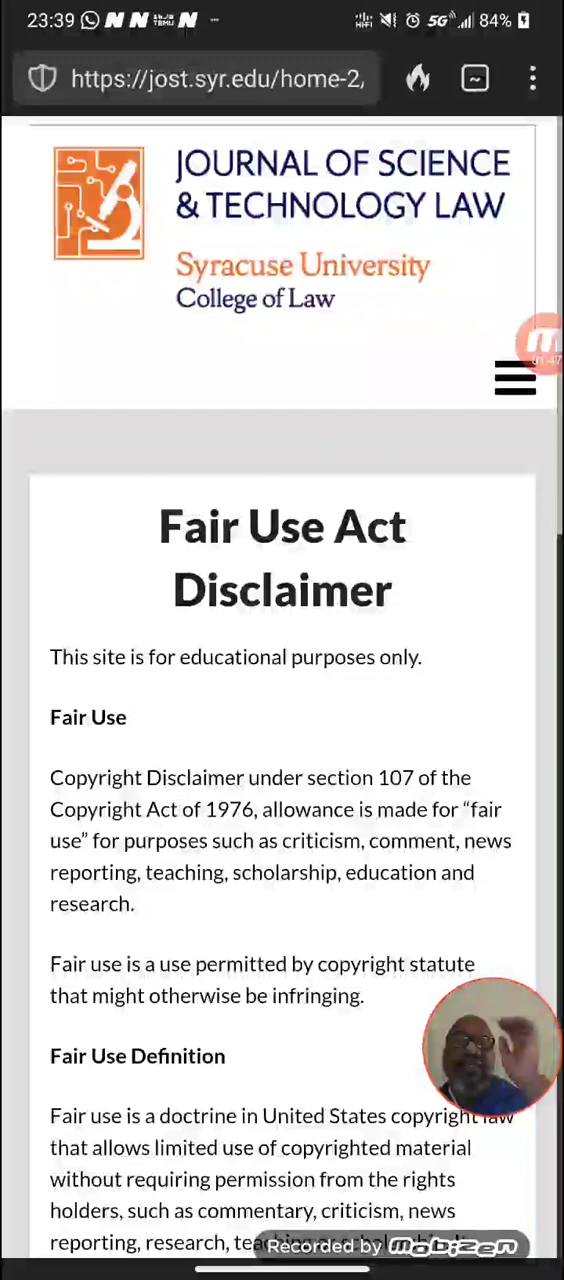 23:39
5G 84%
https://jost.syr.edu/home-2,
JOURNAL OF SCIENCE
& TECHNOLOGY LAW
Syracuse University
College of Law
01:47
Fair Use Act
Disclaimer
This site is for educational purposes only.
Fair Use
Copyright Disclaimer under section 107 of the
Copyright Act of 1976, allowance is made for “fair
use” for purposes such as criticism, comment, news
reporting, teaching, scholarship, education and
research.
Fair use is a use permitted by copyright statute
that might otherwise be infringing.
Fair Use Definition
Fair use is a doctrine in United States copyright law
that allows limited use of copyrighted material
without requiring permission from the rights
holders, such as commentary, criticism, news
reporting, research,
Recorded by Mobizen